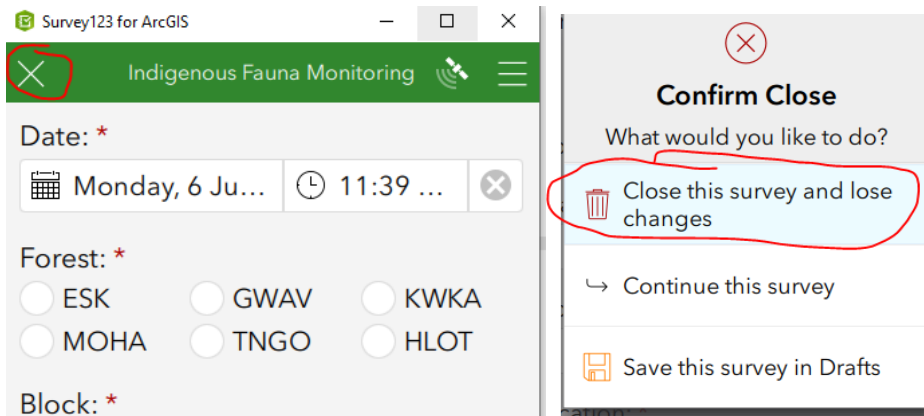 Survey123 for ArcGIS
Indigenous Fauna Monitoring
Date: *
Monday, 6 Ju... 11:39 ...
Forest: *
ESK GWAV KWKA
MOHA TNGO HLOT
Block: *
Confirm Close
What would you like to do?
Close this survey and lose
changes
Continue this survey
Save this survey in Drafts